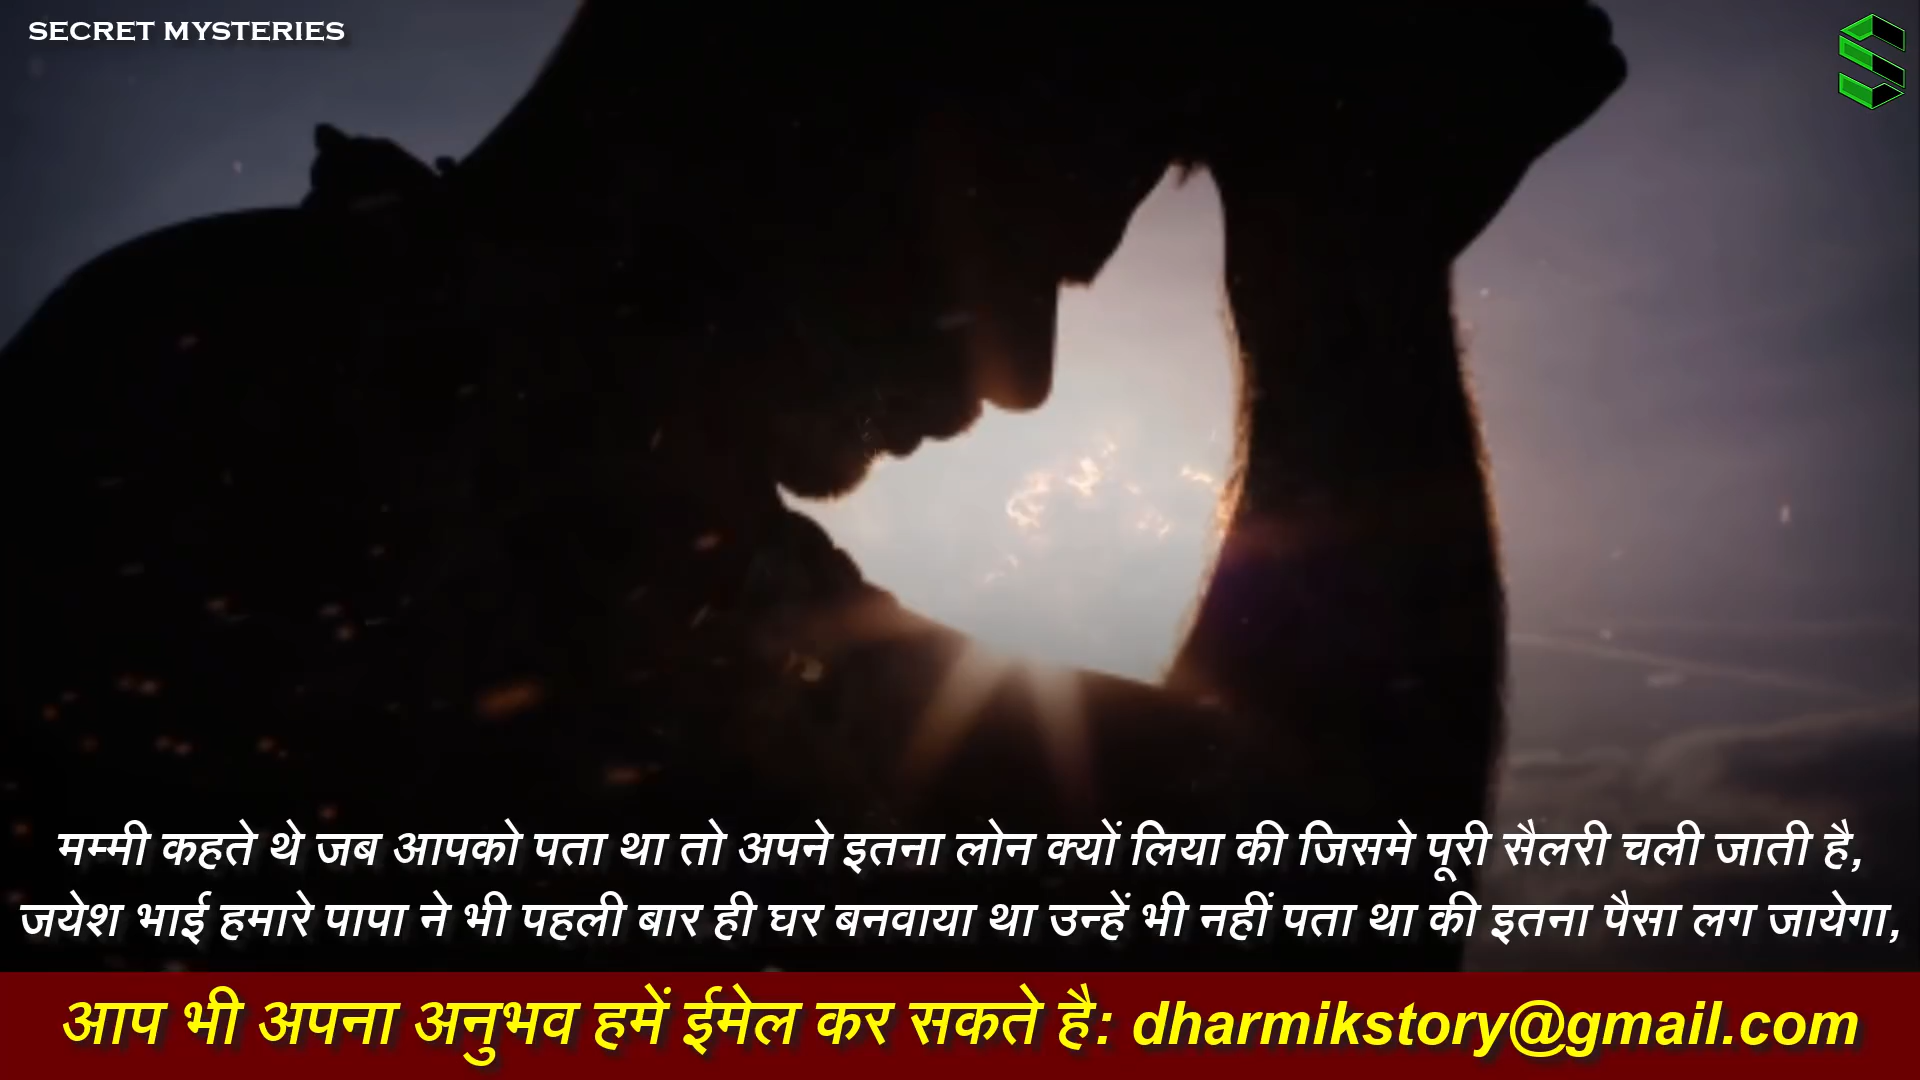 SECRET MYSTERIES
मम्मी कहते थे जब आपको पता था तो अपने इतना लोन क्यों लिया की जिसमे पूरी सैलरी चली जाती है,
जयेश भाई हमारे पापा ने भी पहली बार ही घर बनवाया था उन्हें भी नहीं पता था की इतना पैसा लग जायेगा,
आप भी अपना अनुभव हमें ईमेल कर सकते है: dharmikstory@gmail.com